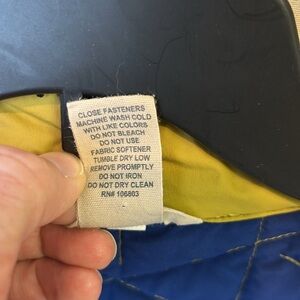 CLOSE FASTENERS
MACHINE WASH COLD
WITH LIKE COLORS
DO NOT BLEACH
DO NOT USE
FABRIC SOFTENER
TUMBLE DRY LOW
REMOVE PROMPTLY
DO NOT IRON
DO NOT DRY CLEAN
RN# 106803